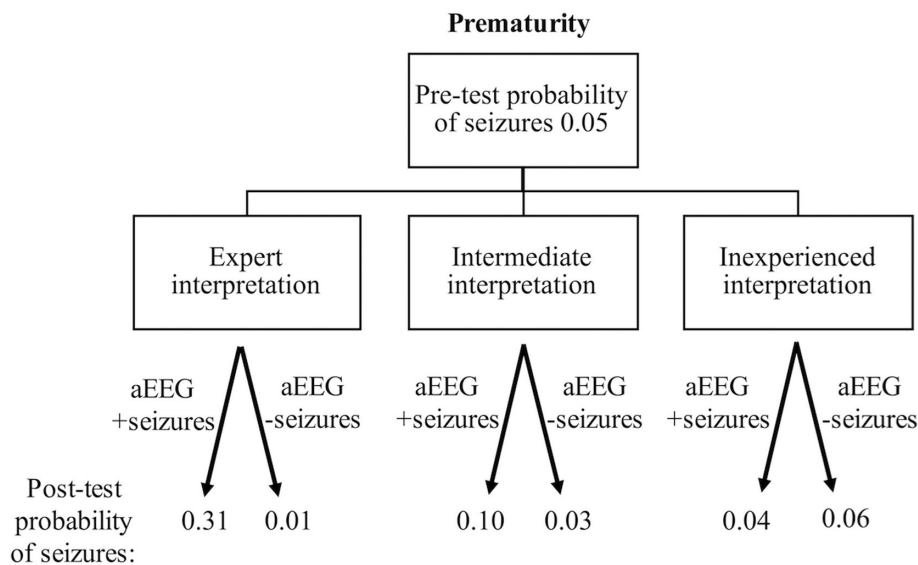 Prematurity
Pre-test probability
of seizures 0.05
Expert
interpretation
Intermediate
interpretation
Inexperienced
interpretation
aEEG
+seizures
aEEG
-seizures
aEEG
+seizures
aEEG
-seizures
aEEG
+seizures
aEEG
-seizures
Post-test
probability
of seizures:
0.31
0.01
0.10
0.03
0.04
0.06